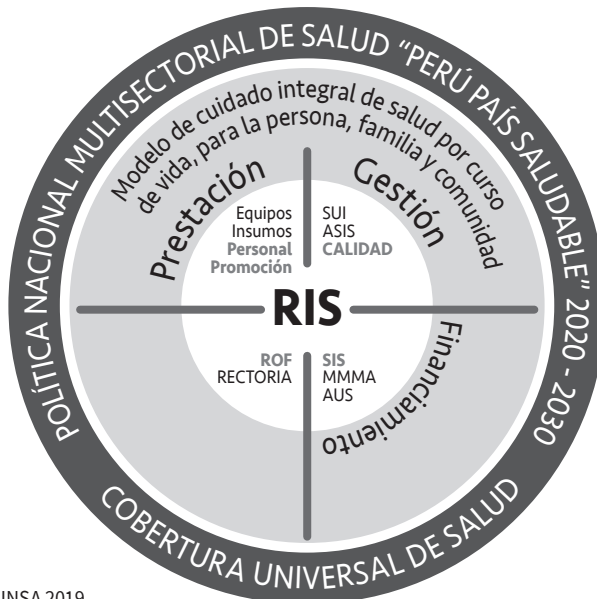 POLÍTICA NACIONAL MULTISECTORIAL DE SALUD “PERÚ PAÍS SALUDABLE” 2020 - 2030
Modelo de cuidado integral de salud por curso
de vida, para la persona, familia y comunidad
Prestación
Gestión
Equipos
Insumos
Personal
Promoción
SUI
ASIS
CALIDAD
RIS
ROF
RECTORIA
SIS
MMMA
AUS
Financiamiento
COBERTURA UNIVERSAL DE SALUD
INSA 2019